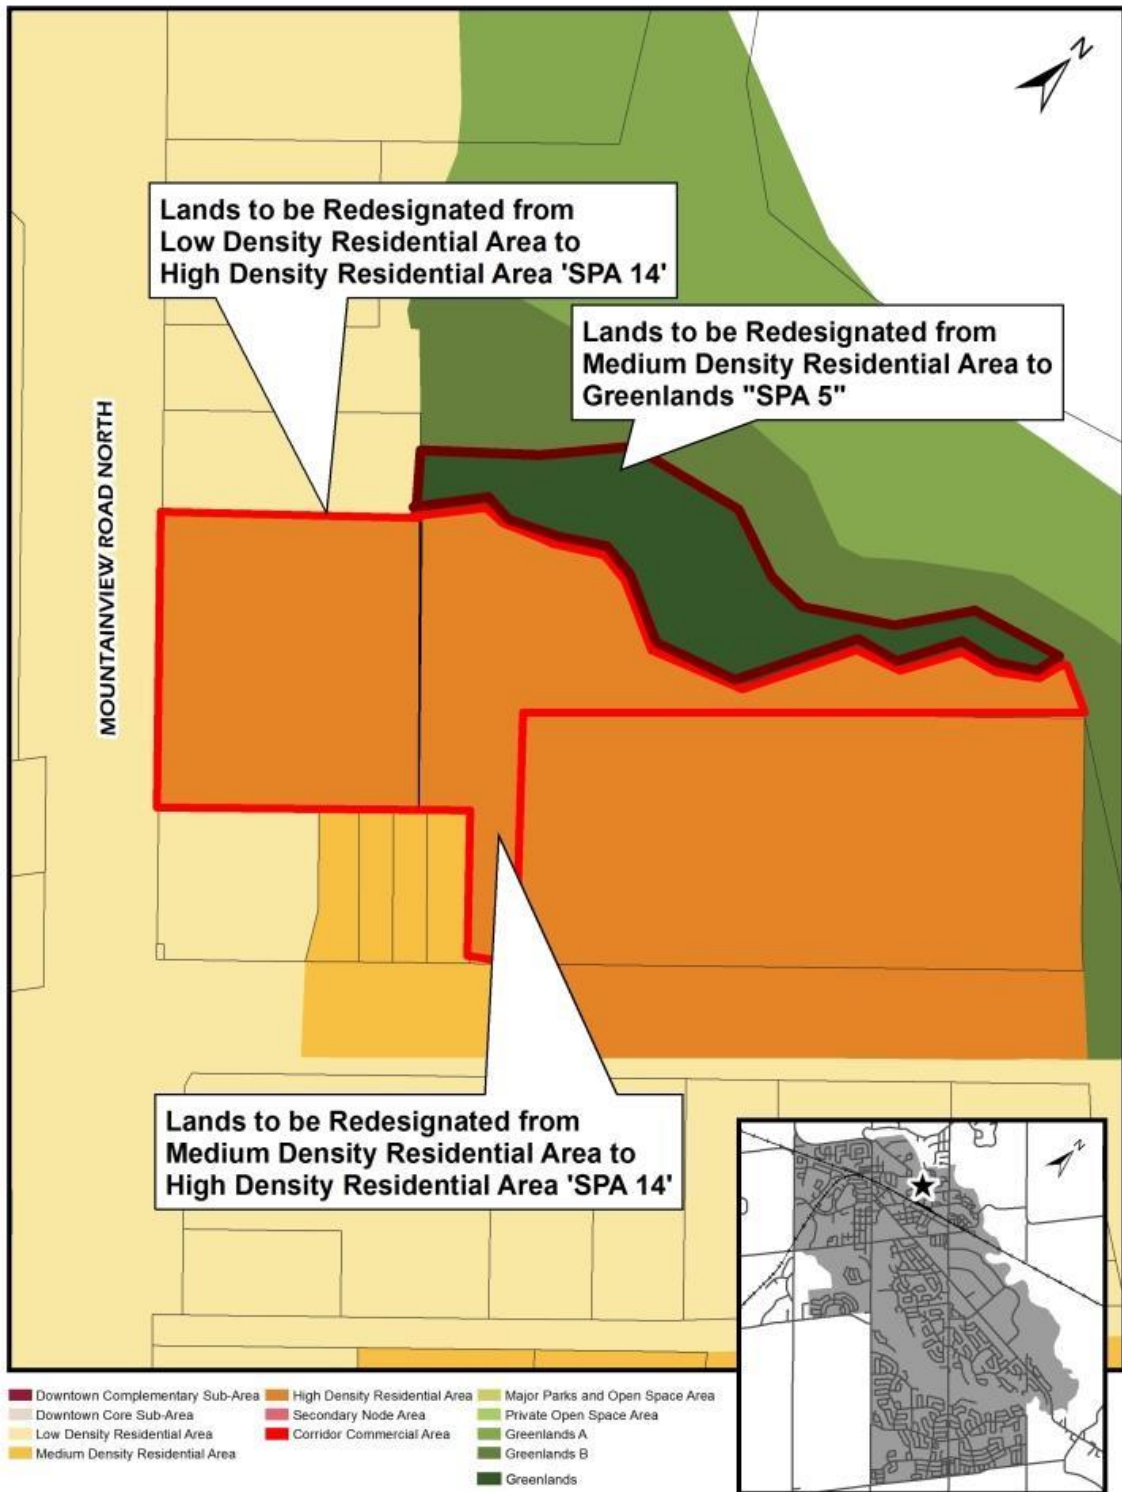 N
Lands to be Redesignated from
Low Density Residential Area to
High Density Residential Area 'SPA 14'
Lands to be Redesignated from
Medium Density Residential Area to
Greenlands "SPA 5"
MOUNTAINVIEW ROAD NORTH
Lands to be Redesignated from
Medium Density Residential Area to
High Density Residential Area 'SPA 14'
N
Downtown Complementary Sub-Area
Downtown Core Sub-Area
Low Density Residential Area
Medium Density Residential Area
High Density Residential Area
Secondary Node Area
Corridor Commercial Area
Major Parks and Open Space Area
Private Open Space Area
Greenlands A
Greenlands B
Greenlands